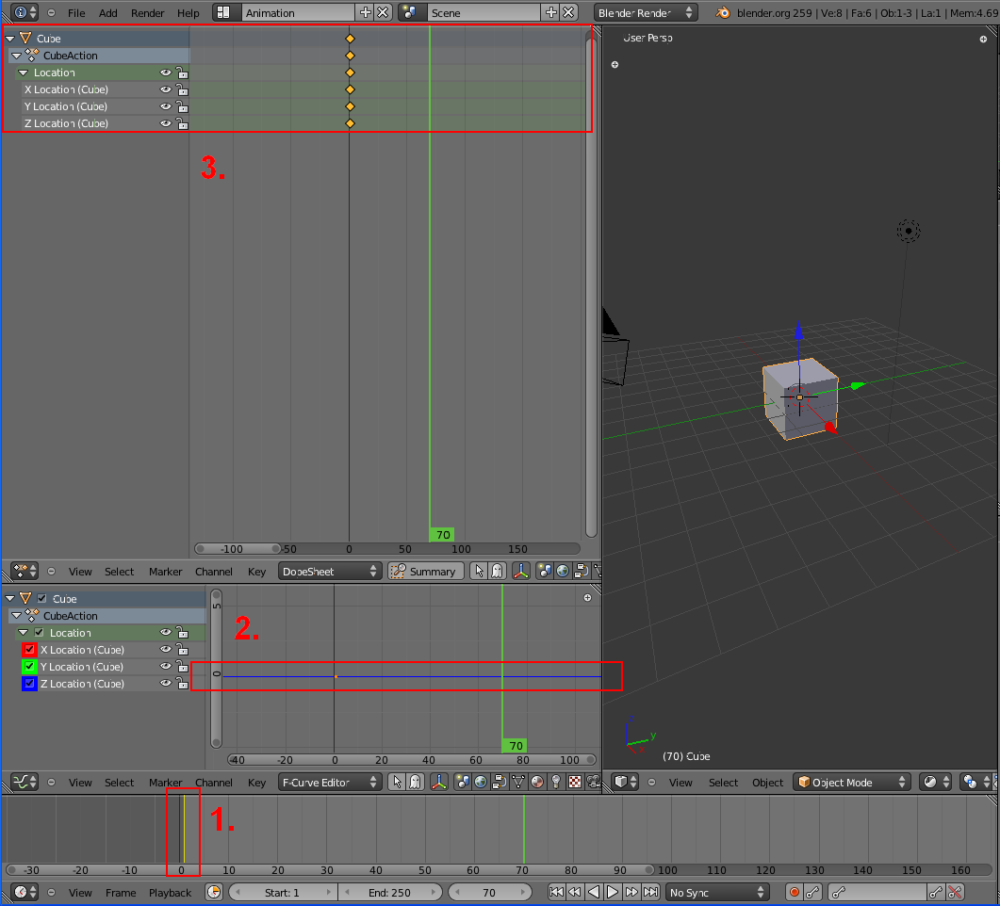 File Add Render Help Animation Scene Blender Render blender.org 259 | Ve:8 | Fa:6 | Ob:1-3 | La:1 | Mem:4.69
Cube
CubeAction
Location
X Location (Cube)
Y Location (Cube)
Z Location (Cube)
3.
70
-100 -50 0 50 100 150
View Select Marker Channel Key DopeSheet Summary
User Persp
z
y
x
(70) Cube
Cube
CubeAction
Location
X Location (Cube)
Y Location (Cube)
Z Location (Cube)
5
0
2.
70
-40 -20 0 20 40 60 80 100
View Select Marker Channel Key F-Curve Editor
View Select Object Object Mode
1.
-30 -20 -10 0 10 20 30 40 50 60 70 80 90 100 110 120 130 140 150 160
View Frame Playback Start: 1 End: 250 70 No Sync